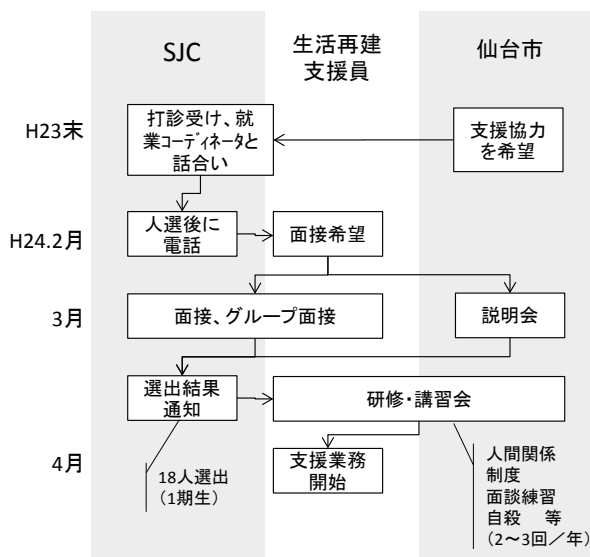 SJC
生活再建
支援員
仙台市
H23末
打診受け、就
業コーディネータと
話合い
支援協力
を希望
H24.2月
人選後に
電話
面接希望
3月
面接、グループ面接
説明会
選出結果
通知
研修・講習会
4月
18人選出
（1期生）
支援業務
開始
人間関係
制度
面談練習
自殺　等
（2～3回／年）